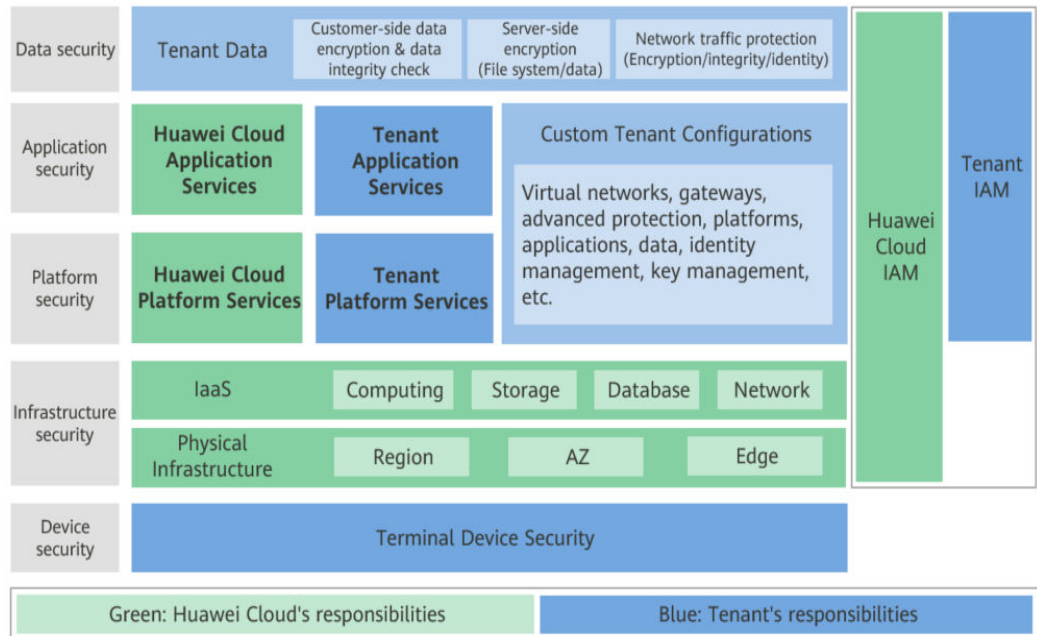 Data security
Tenant Data
Customer-side data
encryption & data
integrity check
Server-side
encryption
(File system/data)
Network traffic protection
(Encryption/integrity/identity)
Application
security
Huawei Cloud
Application
Services
Tenant
Application
Services
Custom Tenant Configurations
Virtual networks, gateways,
advanced protection, platforms,
applications, data, identity
management, key management,
etc.
Platform
security
Huawei Cloud
Platform Services
Tenant
Platform Services
Huawei
Cloud
IAM
Tenant
IAM
Infrastructure
security
IaaS
Computing
Storage
Database
Network
Physical
Infrastructure
Region
AZ
Edge
Device
security
Terminal Device Security
Green: Huawei Cloud's responsibilities
Blue: Tenant's responsibilities